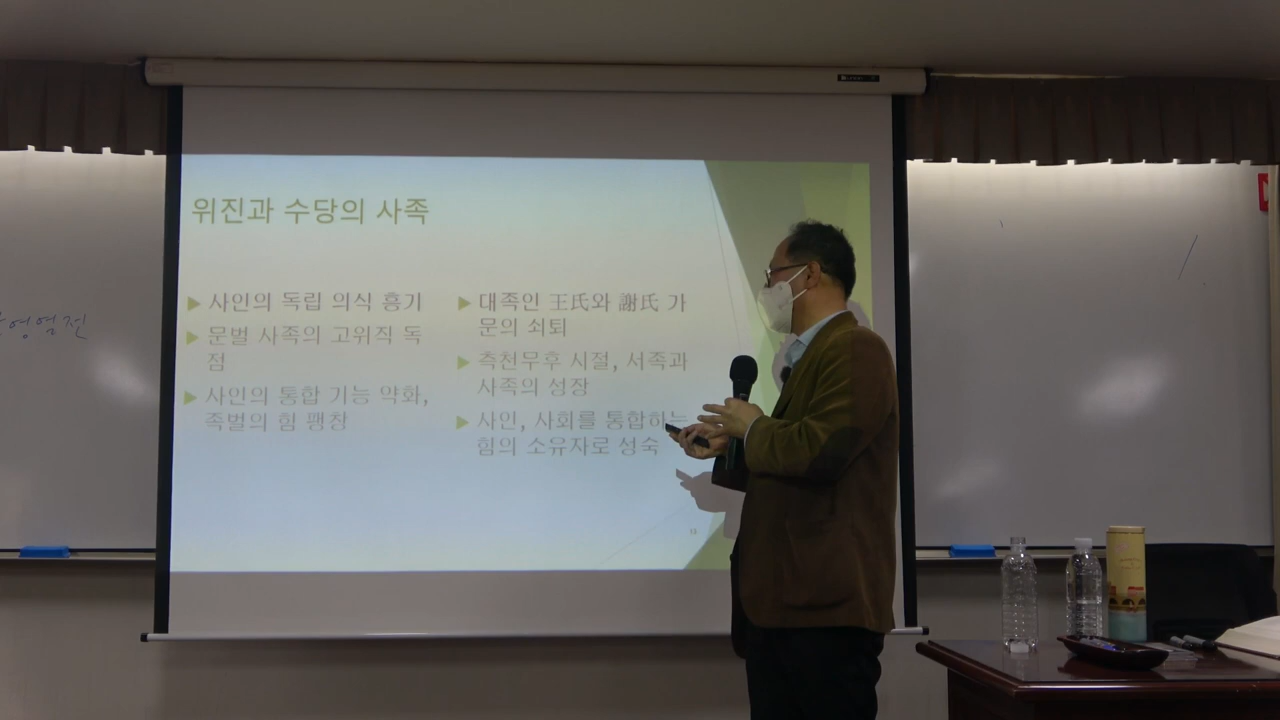 위진과 수당의 사족
사인의 독립 의식 흥기
문벌 사족의 고위직 독
점
사인의 통합 기능 약화,
족벌의 힘 팽창
대족인 王氏와 謝氏 가
문의 쇠퇴
측천무후 시절, 서족과
사족의 성장
사인, 사회를 통합하는
힘의 소유자로 성숙
13
영엄전